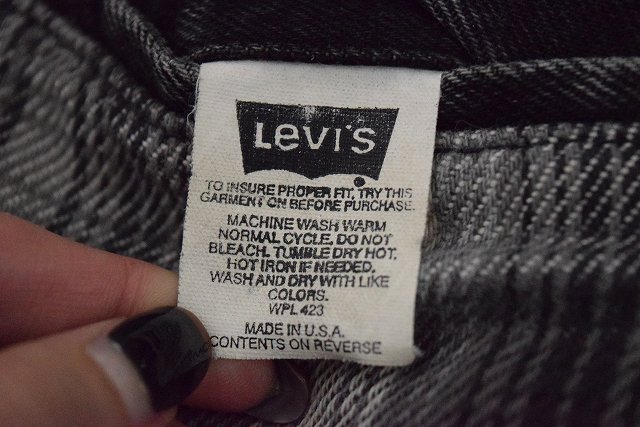 Levi's
TO INSURE PROPER FIT, TRY THIS
GARMENT ON BEFORE PURCHASE.
MACHINE WASH WARM
NORMAL CYCLE. DO NOT
BLEACH. TUMBLE DRY HOT.
HOT IRON IF NEEDED.
WASH AND DRY WITH LIKE
COLORS.
WPL 423
MADE IN U.S.A.
CONTENTS ON REVERSE